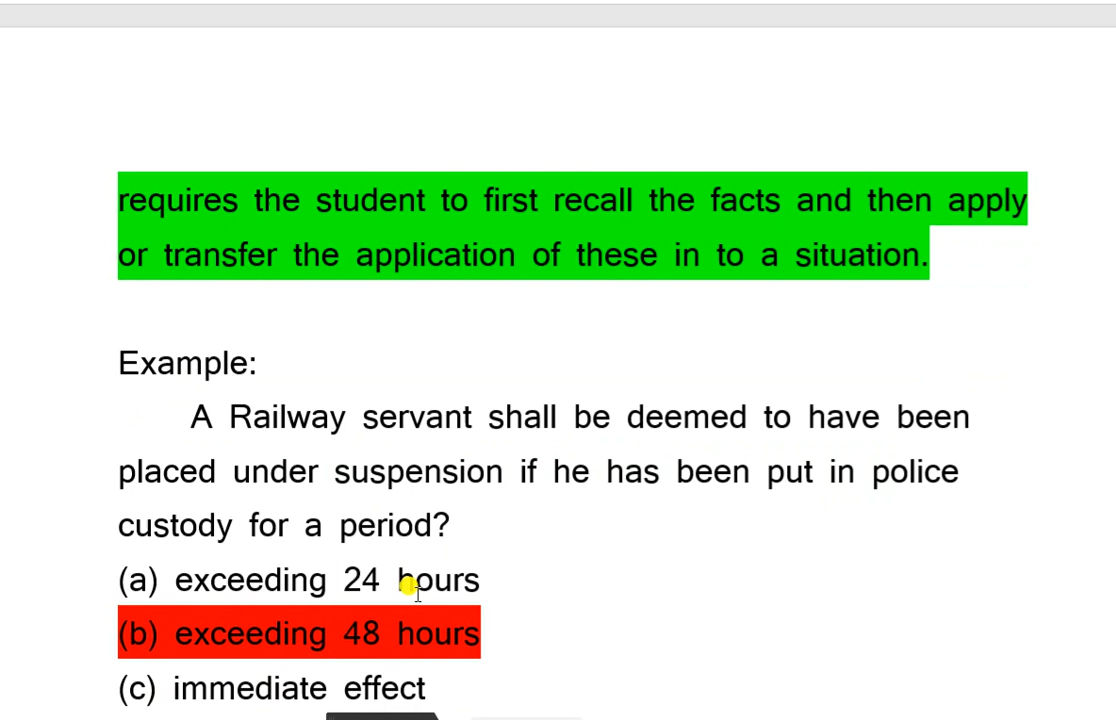 requires the student to first recall the facts and then apply
or transfer the application of these in to a situation.
Example:
A Railway servant shall be deemed to have been
placed under suspension if he has been put in police
custody for a period?
(a) exceeding 24 hours
(b) exceeding 48 hours
(c) immediate effect